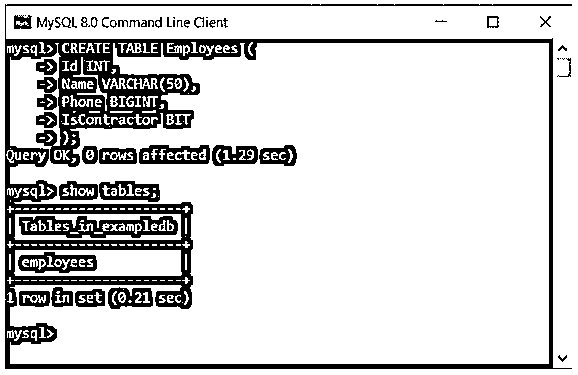 MySQL 8.0 Command Line Client
mysql> CREATE TABLE Employees (
-> Id INT,
-> Name VARCHAR(50),
-> Phone BIGINT,
-> IsContractor BIT
-> );
Query OK, 0 rows affected (1.29 sec)
mysql> show tables;
+---------------------+
| Tables_in_exampledb |
+---------------------+
| employees |
+---------------------+
1 row in set (0.21 sec)
mysql>